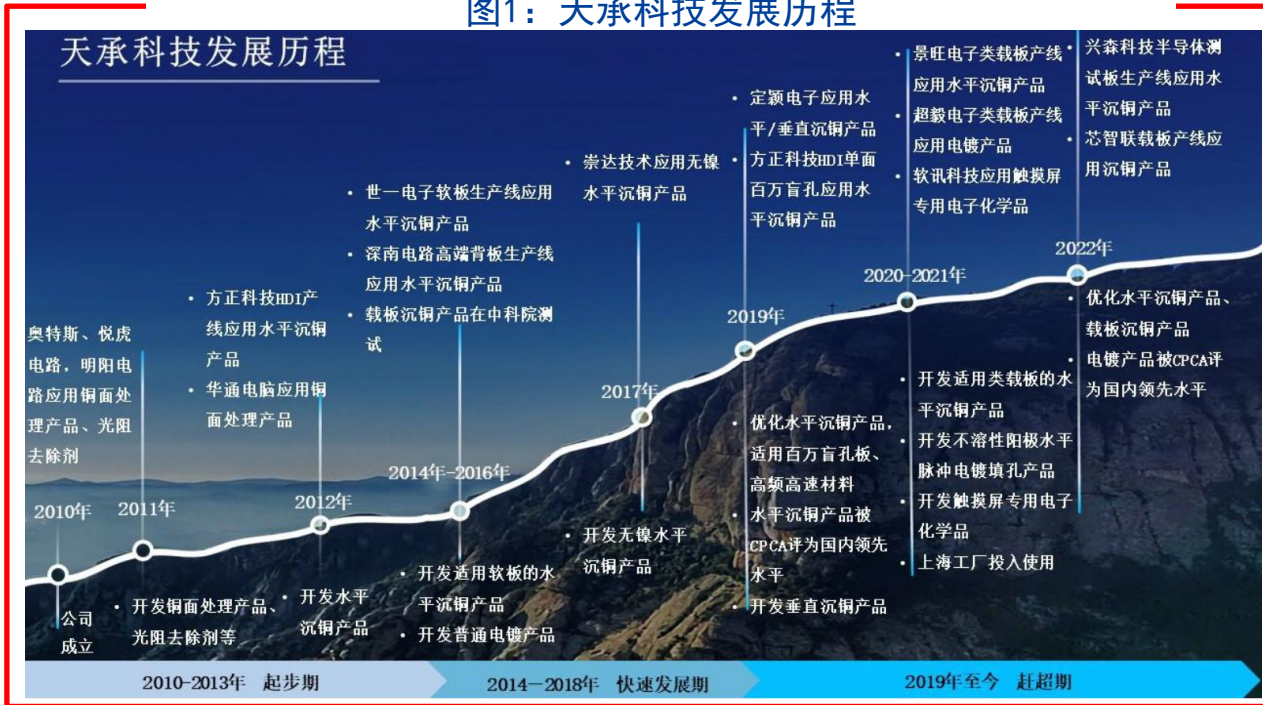 图1：天承科技发展历程
天承科技发展历程
2010年
公司
成立
2011年
奥特斯、悦虎
电路，明阳电
路应用铜面处
理产品、光阻
去除剂
• 开发铜面处理产品、
光阻去除剂等
2012年
• 方正科技HDI产
线应用水平沉铜
产品
• 华通电脑应用铜
面处理产品
• 开发水平
沉铜产品
2014年-2016年
• 世一电子软板生产线应用
水平沉铜产品
• 深南电路高端背板生产线
应用水平沉铜产品
• 载板沉铜产品在中科院测
试
• 开发适用软板的水
平沉铜产品
• 开发普通电镀产品
2017年
• 崇达技术应用无镍
水平沉铜产品
• 开发无镍水平
沉铜产品
2019年
• 定颖电子应用水
平/垂直沉铜产品
• 方正科技HDI单面
百万盲孔应用水
平沉铜产品
• 优化水平沉铜产品，
适用百万盲孔板、
高频高速材料
• 水平沉铜产品被
CPCA评为国内领先
水平
• 开发垂直沉铜产品
2020-2021年
• 景旺电子类载板产线
应用水平沉铜产品
• 超毅电子类载板产线
应用电镀产品
• 软讯科技应用触摸屏
专用电子化学品
• 开发适用类载板的水
平沉铜产品
• 开发不溶性阳极水平
脉冲电镀填孔产品
• 开发触摸屏专用电子
化学品
• 上海工厂投入使用
2022年
• 兴森科技半导体测
试板生产线应用水
平沉铜产品
• 芯智联载板产线应
用沉铜产品
• 优化水平沉铜产品、
载板沉铜产品
• 电镀产品被CPCA评
为国内领先水平
2010-2013年 起步期
2014－2018年 快速发展期
2019年至今 赶超期